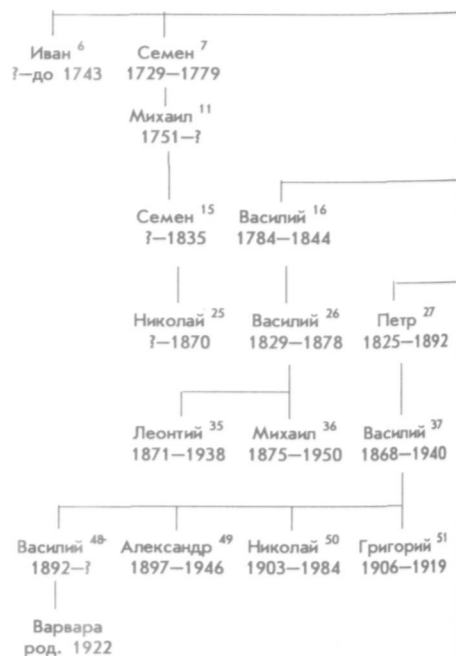 Иван 6 Семен 7
?—до 1743 1729—1779
Михаил 11
1751—?
Семен 15 Василий 16
?—1835 1784—1844
Николай 25 Василий 26 Петр 27
?—1870 1829—1878 1825—1892
Леонтий 35 Михаил 36 Василий 37
1871—1938 1875—1950 1868—1940
Василий 48 Александр 49 Николай 50 Григорий 51
1892—? 1897—1946 1903—1984 1906—1919
Варвара
род. 1922